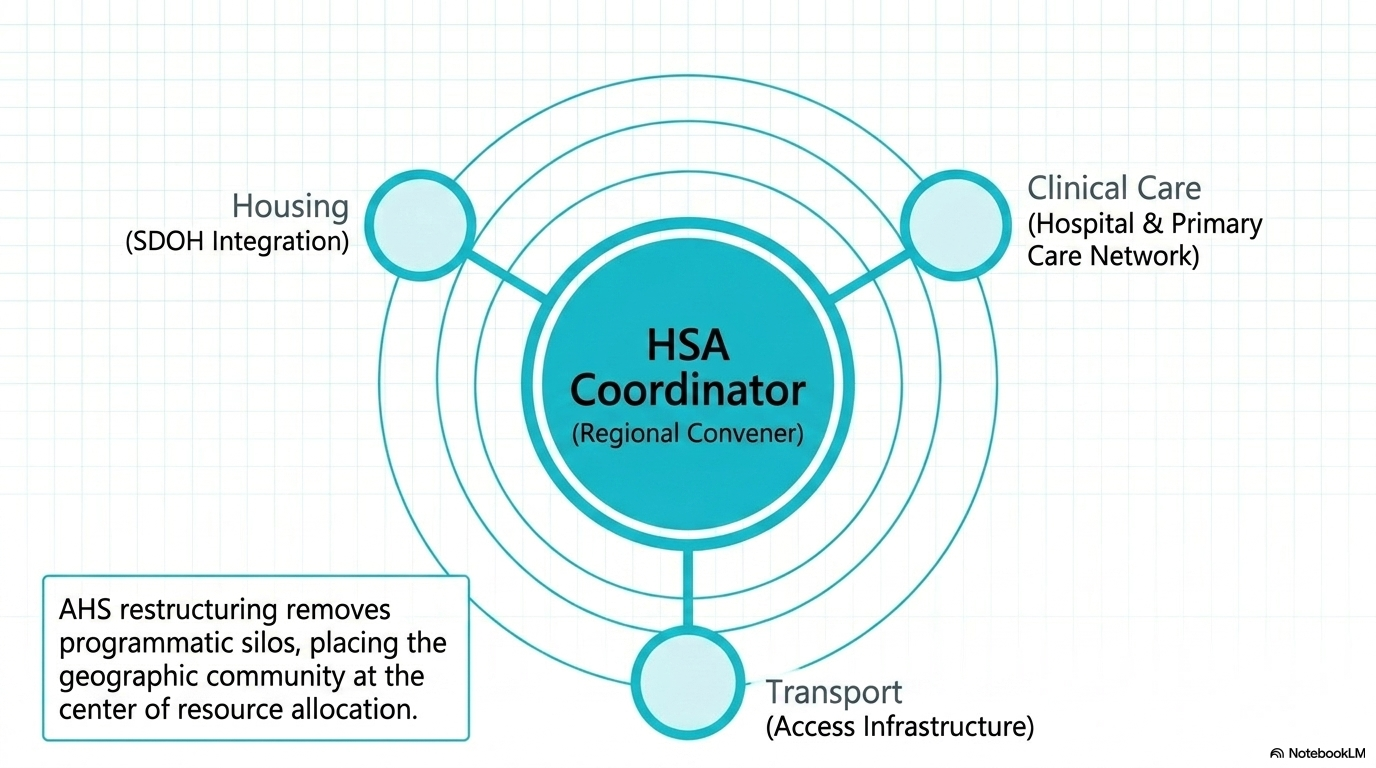 Housing
(SDOH Integration)
Clinical Care
(Hospital & Primary
Care Network)
HSA
Coordinator
(Regional Convener)
AHS restructuring removes
programmatic silos, placing the
geographic community at the
center of resource allocation.
Transport
(Access Infrastructure)
NotebookLM